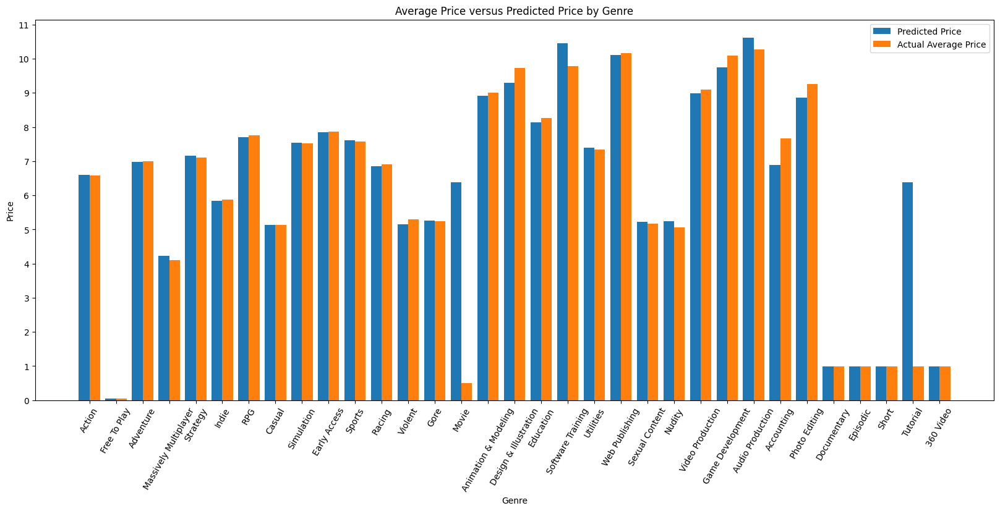 Average Price versus Predicted Price by Genre
Predicted Price
Actual Average Price
11
10
9
8
7
6
5
4
3
2
1
0
Price
Action
Free To Play
Adventure
Massively Multiplayer
Strategy
Indie
RPG
Casual
Simulation
Early Access
Sports
Racing
Violent
Gore
Movie
Animation & Modeling
Design & Illustration
Education
Software Training
Utilities
Web Publishing
Sexual Content
Nudity
Video Production
Game Development
Audio Production
Accounting
Photo Editing
Documentary
Episodic
Short
Tutorial
360 Video
Genre